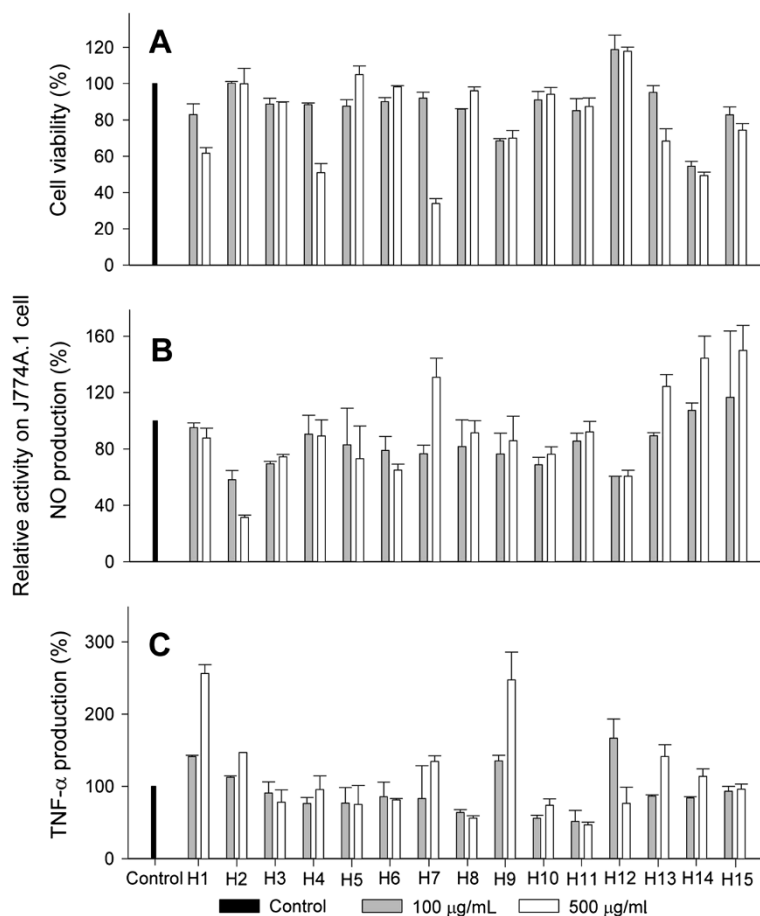 A
Cell viability (%)
120
100
80
60
40
20
0
Relative activity on J774A.1 cell
B
NO production (%)
160
120
80
40
0
C
TNF-α production (%)
300
200
100
0
Control H1 H2 H3 H4 H5 H6 H7 H8 H9 H10 H11 H12 H13 H14 H15
Control 100 μg/mL 500 μg/ml